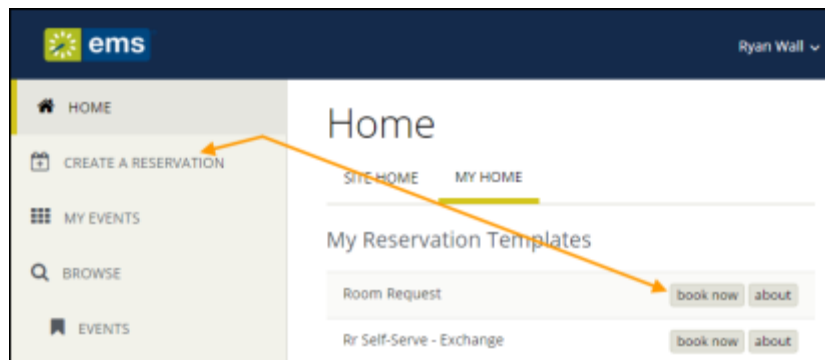 ems
Ryan Wall
HOME
CREATE A RESERVATION
MY EVENTS
BROWSE
EVENTS
Home
SITE HOME MY HOME
My Reservation Templates
Room Request book now about
Rr Self-Serve - Exchange book now about